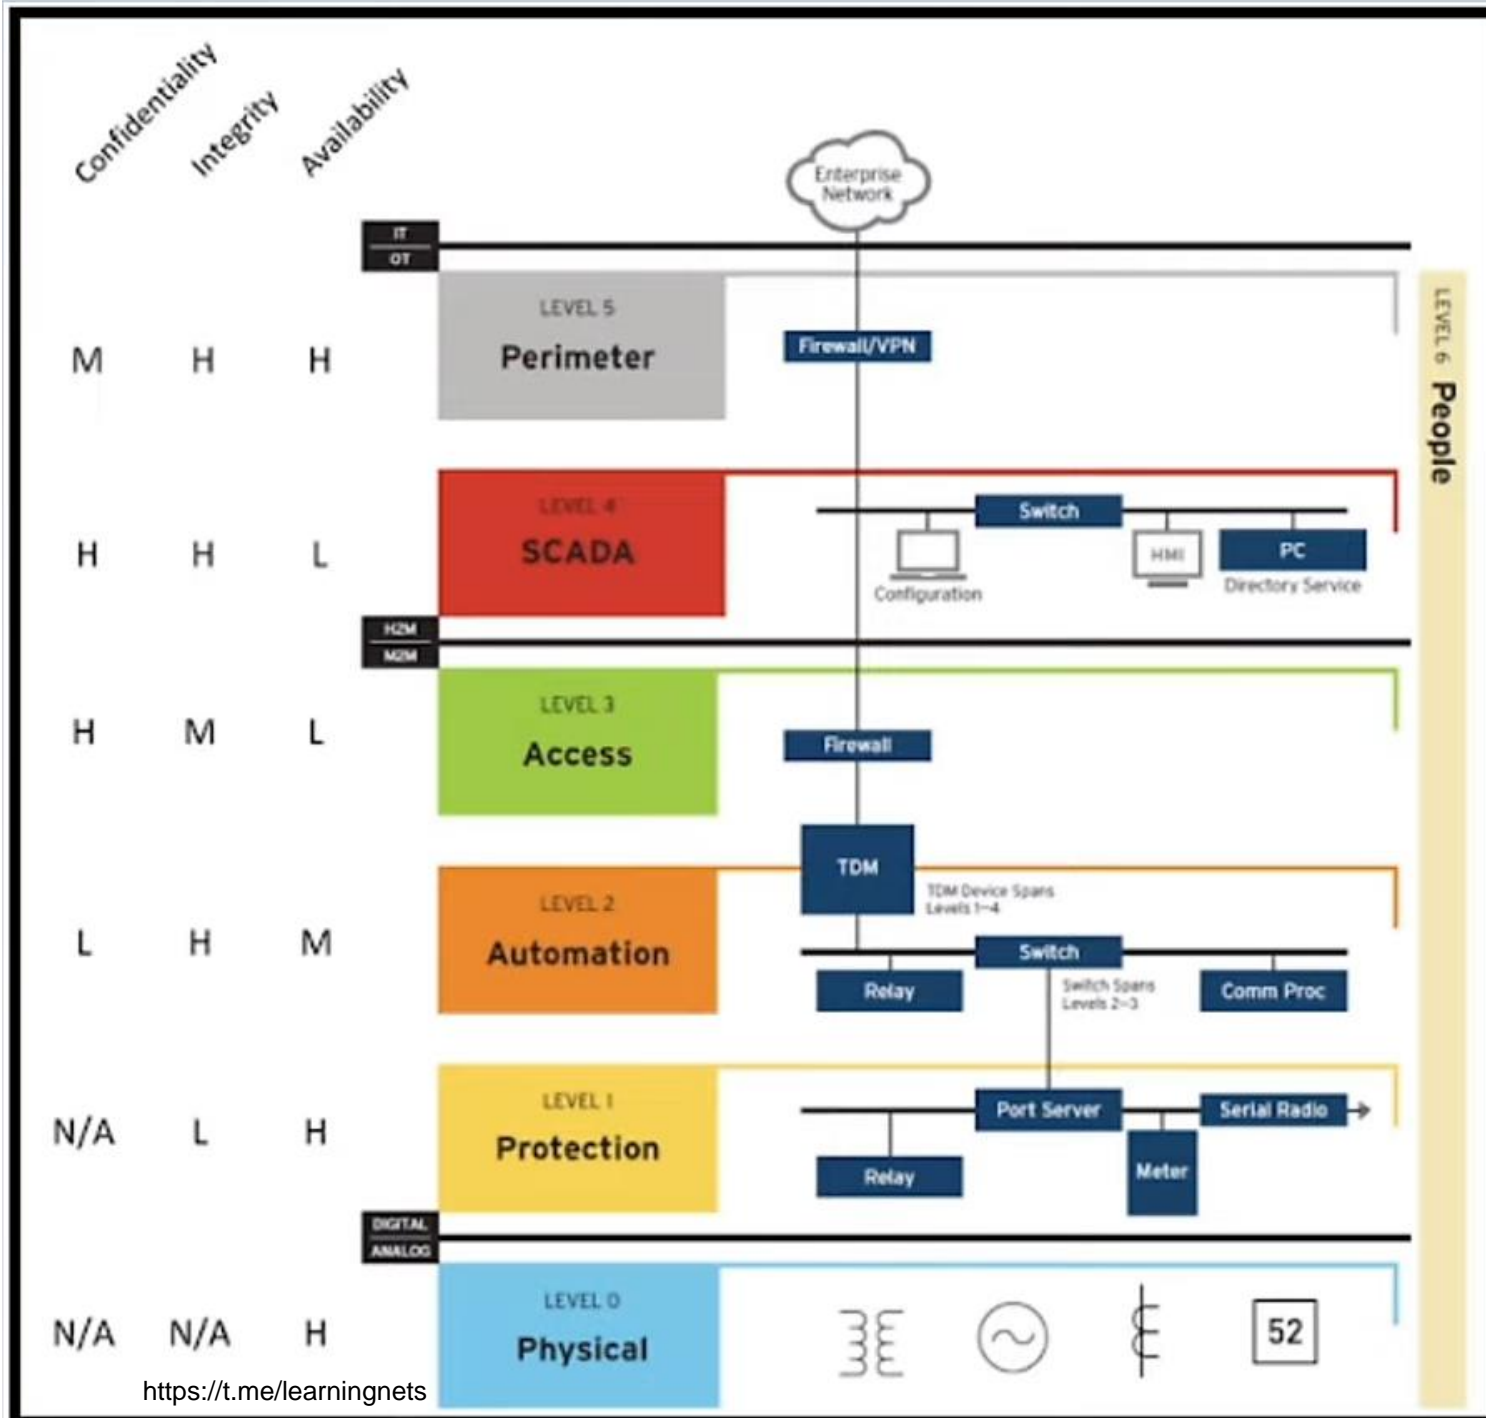 Confidentiality
Integrity
Availability
Enterprise
Network
IT
OT
LEVEL 5
Perimeter
Firewall/VPN
M H H
LEVEL 6 People
LEVEL 4
SCADA
Switch
HMI
PC
Configuration
Directory Service
H H L
H2M
M2M
LEVEL 3
Access
Firewall
H M L
TDM
TDM Device Spans
Levels 1-4
LEVEL 2
Automation
Switch
Relay
Switch Spans
Levels 2-3
Comm Proc
L H M
LEVEL 1
Protection
Port Server
Serial Radio
Relay
Meter
N/A L H
DIGITAL
ANALOG
LEVEL 0
Physical
52
N/A N/A H
https://t.me/learningnets